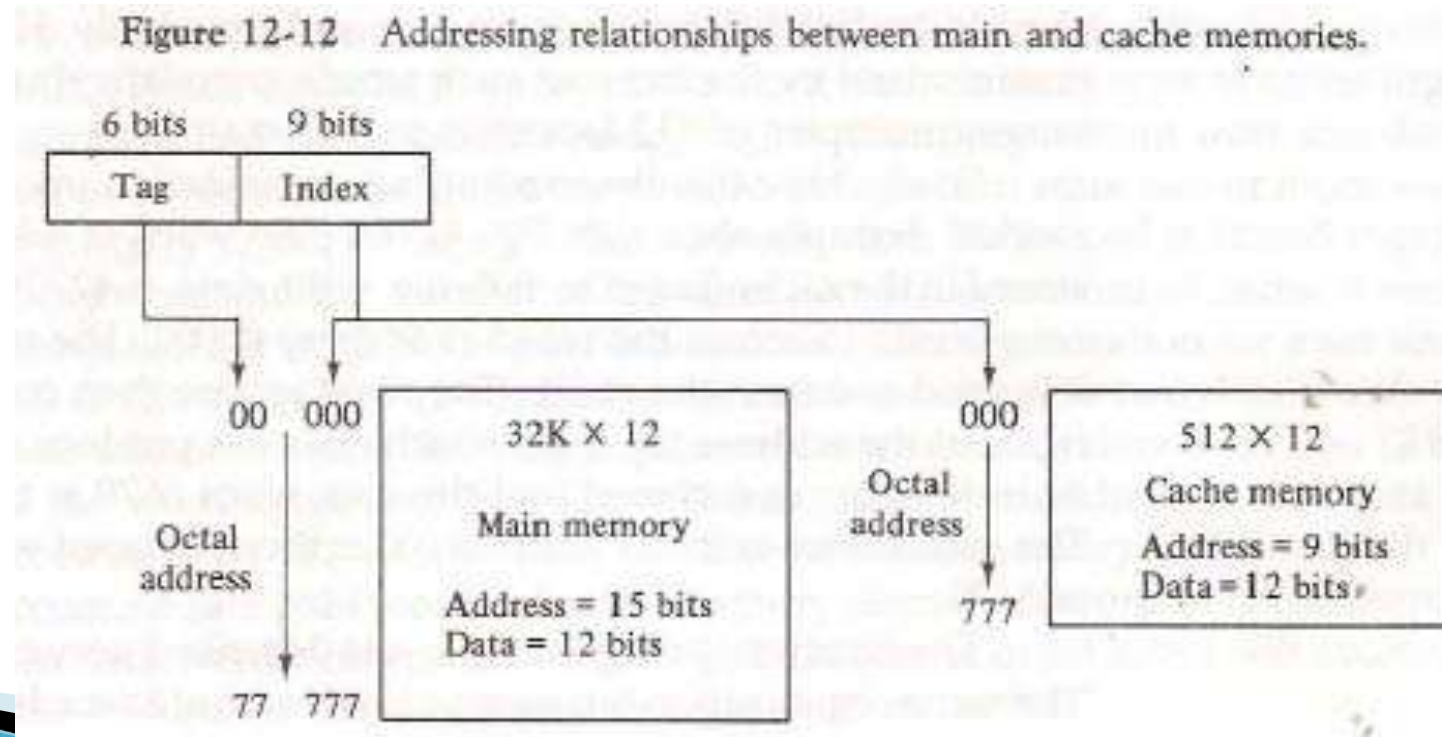 Figure 12-12 Addressing relationships between main and cache memories.
6 bits 9 bits
Tag Index
00 000
Octal
address
77 777
32K × 12
Main memory
Address = 15 bits
Data = 12 bits
000
Octal
address
777
512 × 12
Cache memory
Address = 9 bits
Data = 12 bits